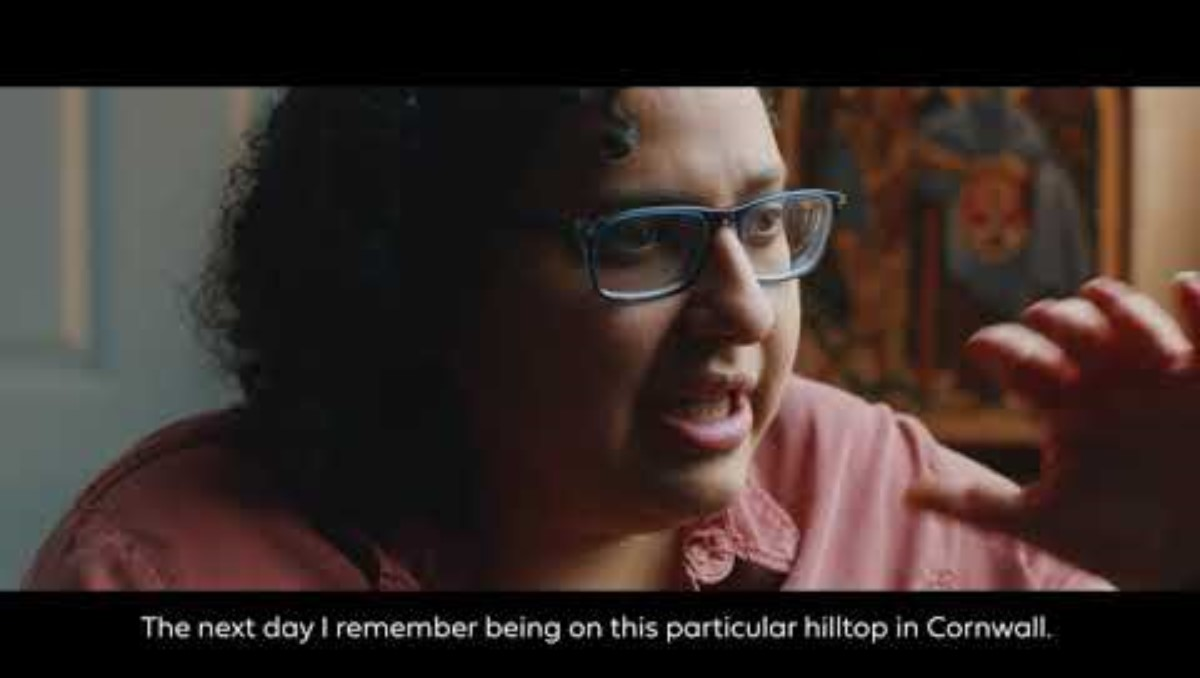 The next day I remember being on this particular hilltop in Cornwall.